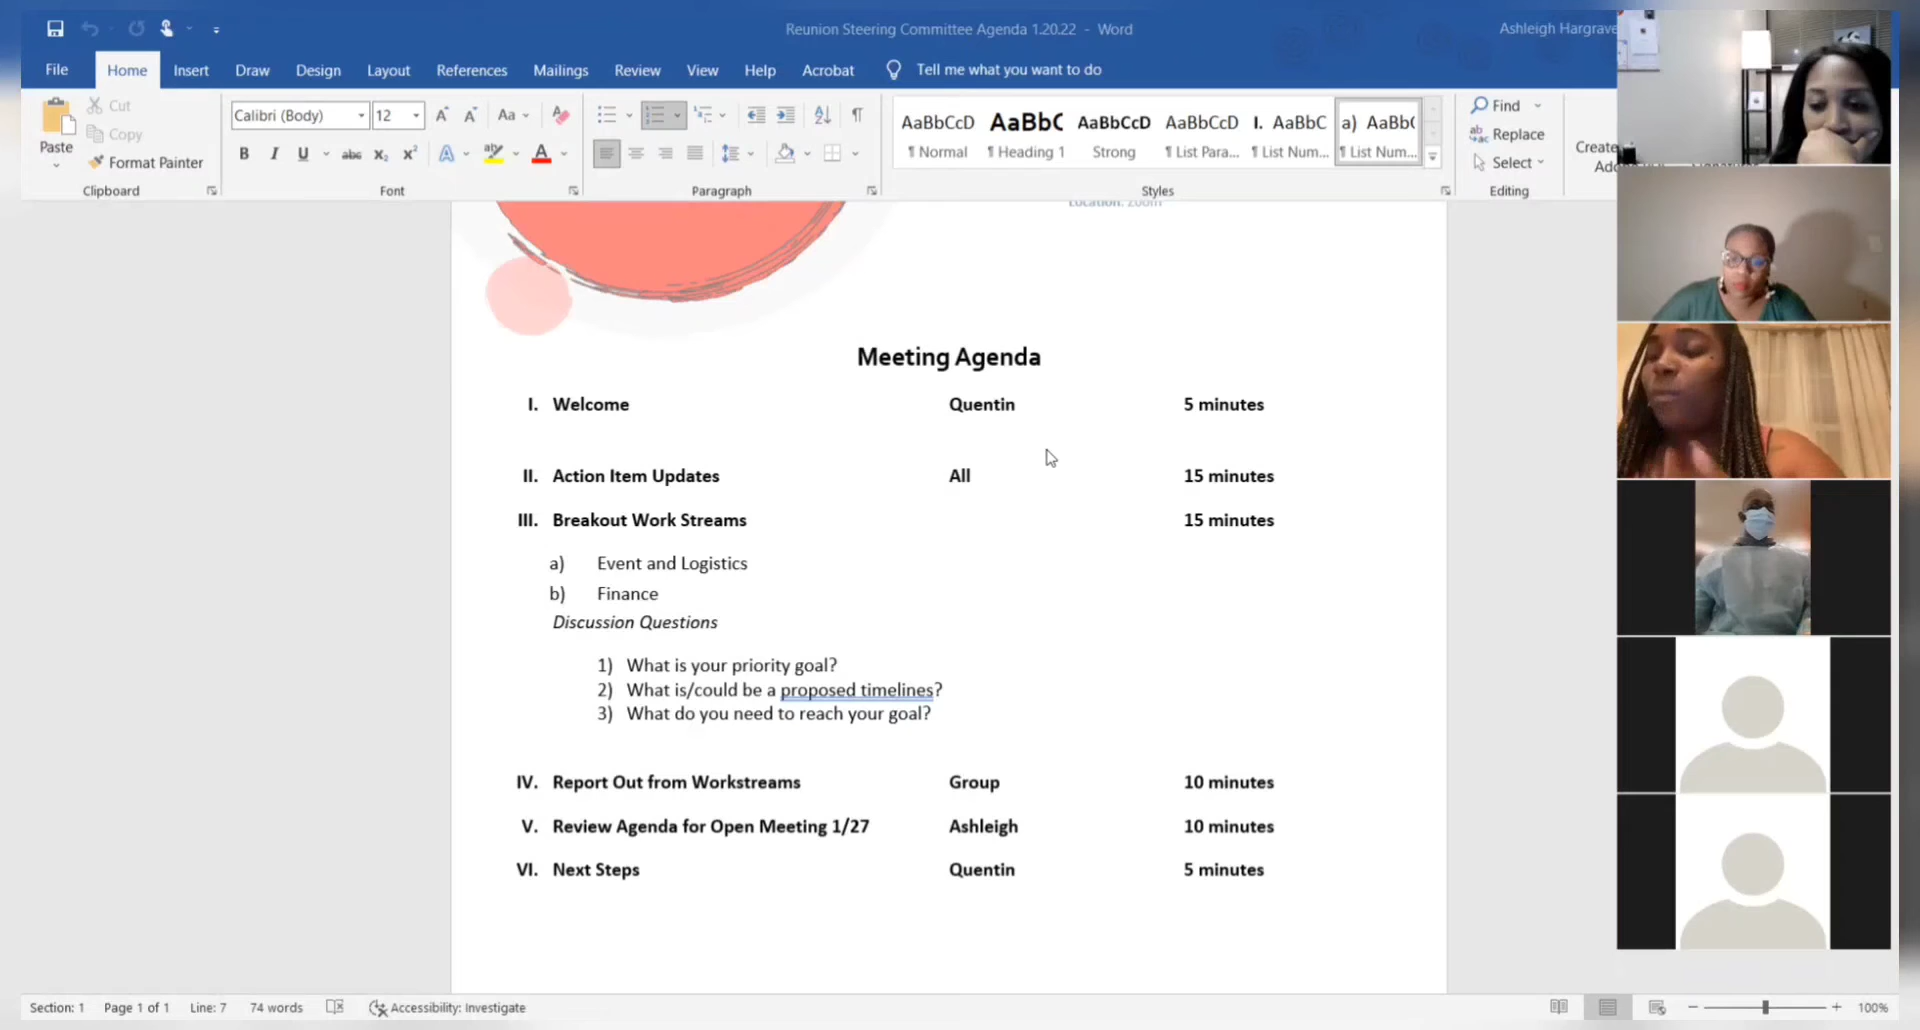 Reunion Steering Committee Agenda 1.20.22 - Word
Ashleigh Hargrave
File Home Insert Draw Design Layout References Mailings Review View Help Acrobat Tell me what you want to do
Paste
Cut
Copy
Format Painter
Clipboard
Calibri (Body) 12
Font
Paragraph
AaBbCcD AaBbC AaBbCcD AaBbCcD I. AaBbC a) AaBb(
¶ Normal ¶ Heading 1 Strong ¶ List Para... ¶ List Num... ¶ List Num...
Styles
Find
Replace
Select
Editing
Create
Location: Zoom
Meeting Agenda
I. Welcome Quentin 5 minutes
II. Action Item Updates All 15 minutes
III. Breakout Work Streams 15 minutes
a) Event and Logistics
b) Finance
Discussion Questions
1) What is your priority goal?
2) What is/could be a proposed timelines?
3) What do you need to reach your goal?
IV. Report Out from Workstreams Group 10 minutes
V. Review Agenda for Open Meeting 1/27 Ashleigh 10 minutes
VI. Next Steps Quentin 5 minutes
Section: 1 Page 1 of 1 Line: 7 74 words Accessibility: Investigate 100%